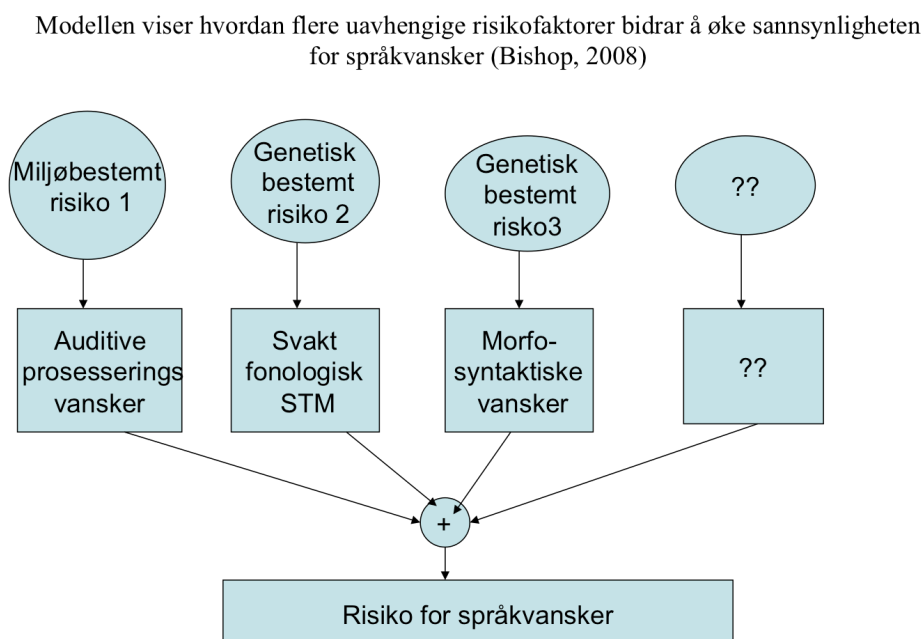 Modellen viser hvordan flere uavhengige risikofaktorer bidrar å øke sannsynligheten
for språkvansker (Bishop, 2008)
Miljøbestemt
risiko 1
Genetisk
bestemt
risiko 2
Genetisk
bestemt
risko3
??
Auditive
prosesserings
vansker
Svakt
fonologisk
STM
Morfo-
syntaktiske
vansker
??
+
Risiko for språkvansker